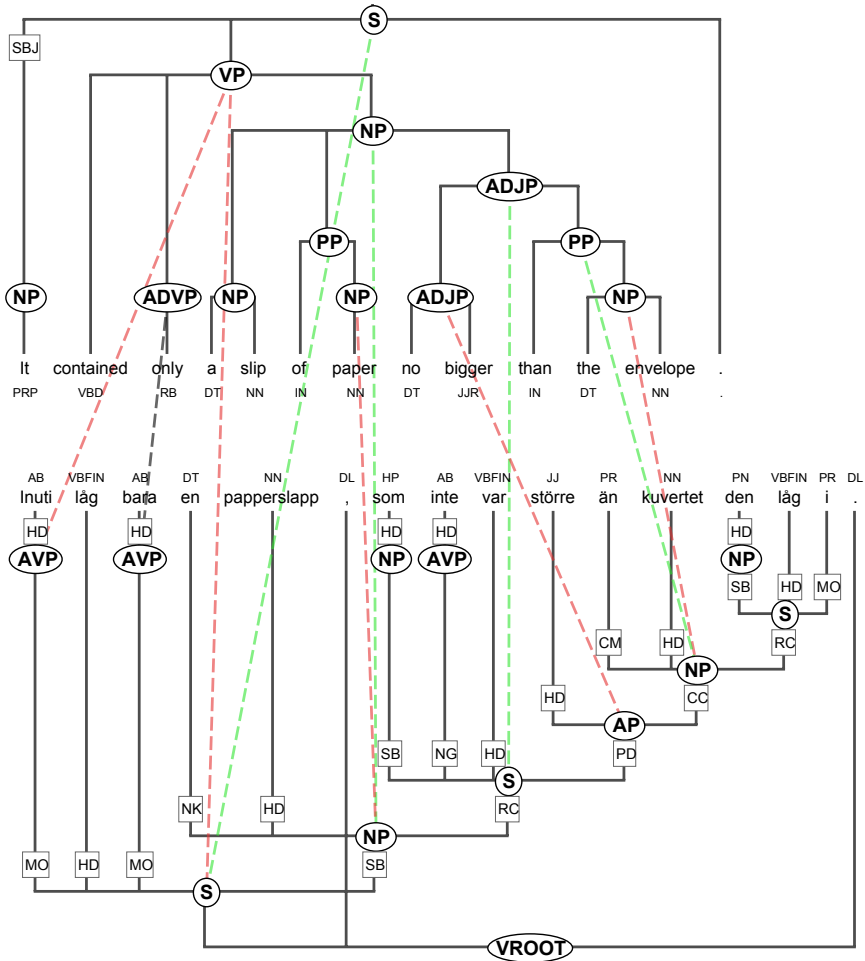 S
SBJ
VP
NP
ADJP
PP PP
NP ADVP NP NP ADJP NP
It contained only a slip of paper no bigger than the envelope .
PRP VBD RB DT NN IN NN DT JJR IN DT NN .
AB VBFIN AB DT NN DL HP AB VBFIN JJ PR NN PN VBFIN PR DL
Inuti låg bara en papperslapp , som inte var större än kuvertet den låg i .
HD HD HD HD HD
AVP AVP NP AVP NP
SB HD MO
S
CM HD RC
NP
HD CC
AP
SB NG HD PD
S
NK HD RC
NP
MO HD MO SB
S
VROOT